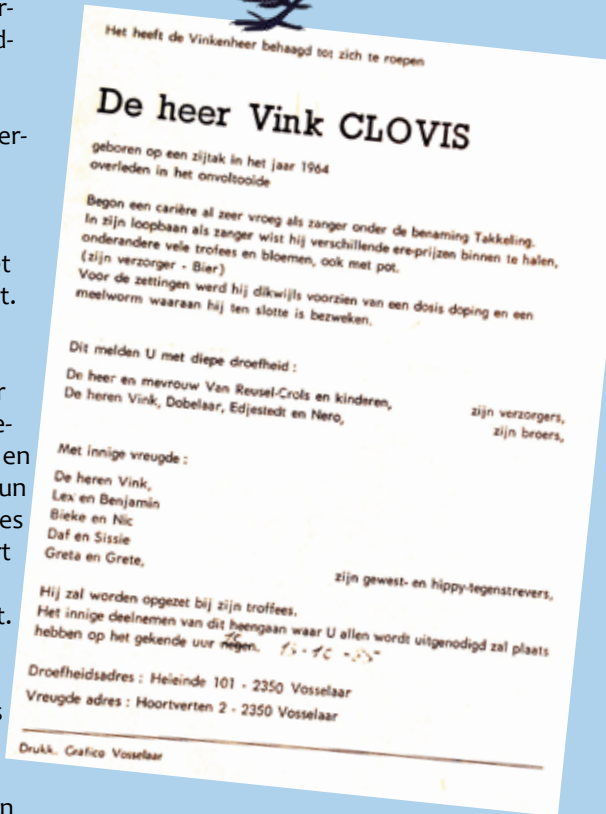 r-
d-
er-
t
t.
r
e-
en
un
es
rt
t.
s
n
Het heeft de Vinkenheer behaagd tot zich te roepen
De heer Vink CLOVIS
geboren op een zijtak in het jaar 1964
overleden in het onvoltooide
Begon een carière al zeer vroeg als zanger onder de benaming Takkeling.
In zijn loopbaan als zanger wist hij verschillende ere-prijzen binnen te halen,
onderandere vele trofees en bloemen, ook met pot.
(zijn verzorger - Bier)
Voor de zettingen werd hij dikwijls voorzien van een dosis doping en een
meelworm waaraan hij ten slotte is bezweken.
Dit melden U met diepe droefheid :
De heer en mevrouw Van Reusel-Crols en kinderen, zijn verzorgers,
De heren Vink, Dobelaar, Edjestedt en Nero, zijn broers,
Met innige vreugde :
De heren Vink,
Lex en Benjamin
Bieke en Nic
Daf en Sissie
Greta en Grete,
zijn gewest- en hippy-tegenstrevers,
Hij zal worden opgezet bij zijn troffees.
Het innige deelnemen van dit heengaan waar U allen wordt uitgenodigd zal plaats
hebben op het gekende uur negen.
Droefheidsadres : Heieinde 101 - 2350 Vosselaar
Vreugde adres : Hoortverten 2 - 2350 Vosselaar
Drukk. Grafico Vosselaar